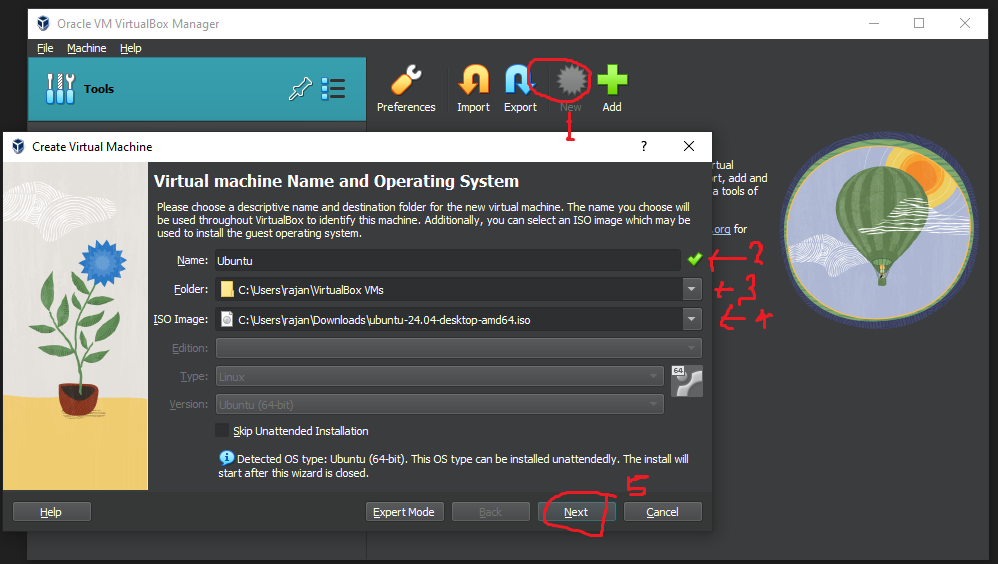 Oracle VM VirtualBox Manager
File Machine Help
Tools
Preferences Import Export New Add
1
Create Virtual Machine
Virtual machine Name and Operating System
Please choose a descriptive name and destination folder for the new virtual machine. The name you choose will
be used throughout VirtualBox to identify this machine. Additionally, you can select an ISO image which may
be used to install the guest operating system.
rtual
rt, add and
a tools of
.org for
Name: Ubuntu
2
Folder: C:\Users\rajan\VirtualBox VMs
3
ISO Image: C:\Users\rajan\Downloads\ubuntu-24.04-desktop-amd64.iso
4
Edition:
Type: Linux
64
Version: Ubuntu (64-bit)
Skip Unattended Installation
Detected OS type: Ubuntu (64-bit). This OS type can be installed unattendedly. The install will
start after this wizard is closed.
5
Help Expert Mode Back Next Cancel